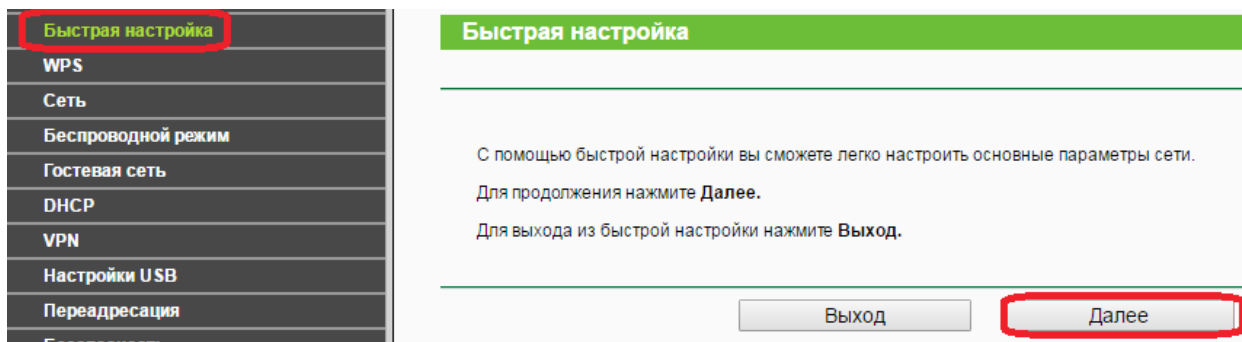 Быстрая настройка
WPS
Сеть
Беспроводной режим
Гостевая сеть
DHCP
VPN
Настройки USB
Переадресация
Быстрая настройка
С помощью быстрой настройки вы сможете легко настроить основные параметры сети.
Для продолжения нажмите Далее.
Для выхода из быстрой настройки нажмите Выход.
Выход
Далее